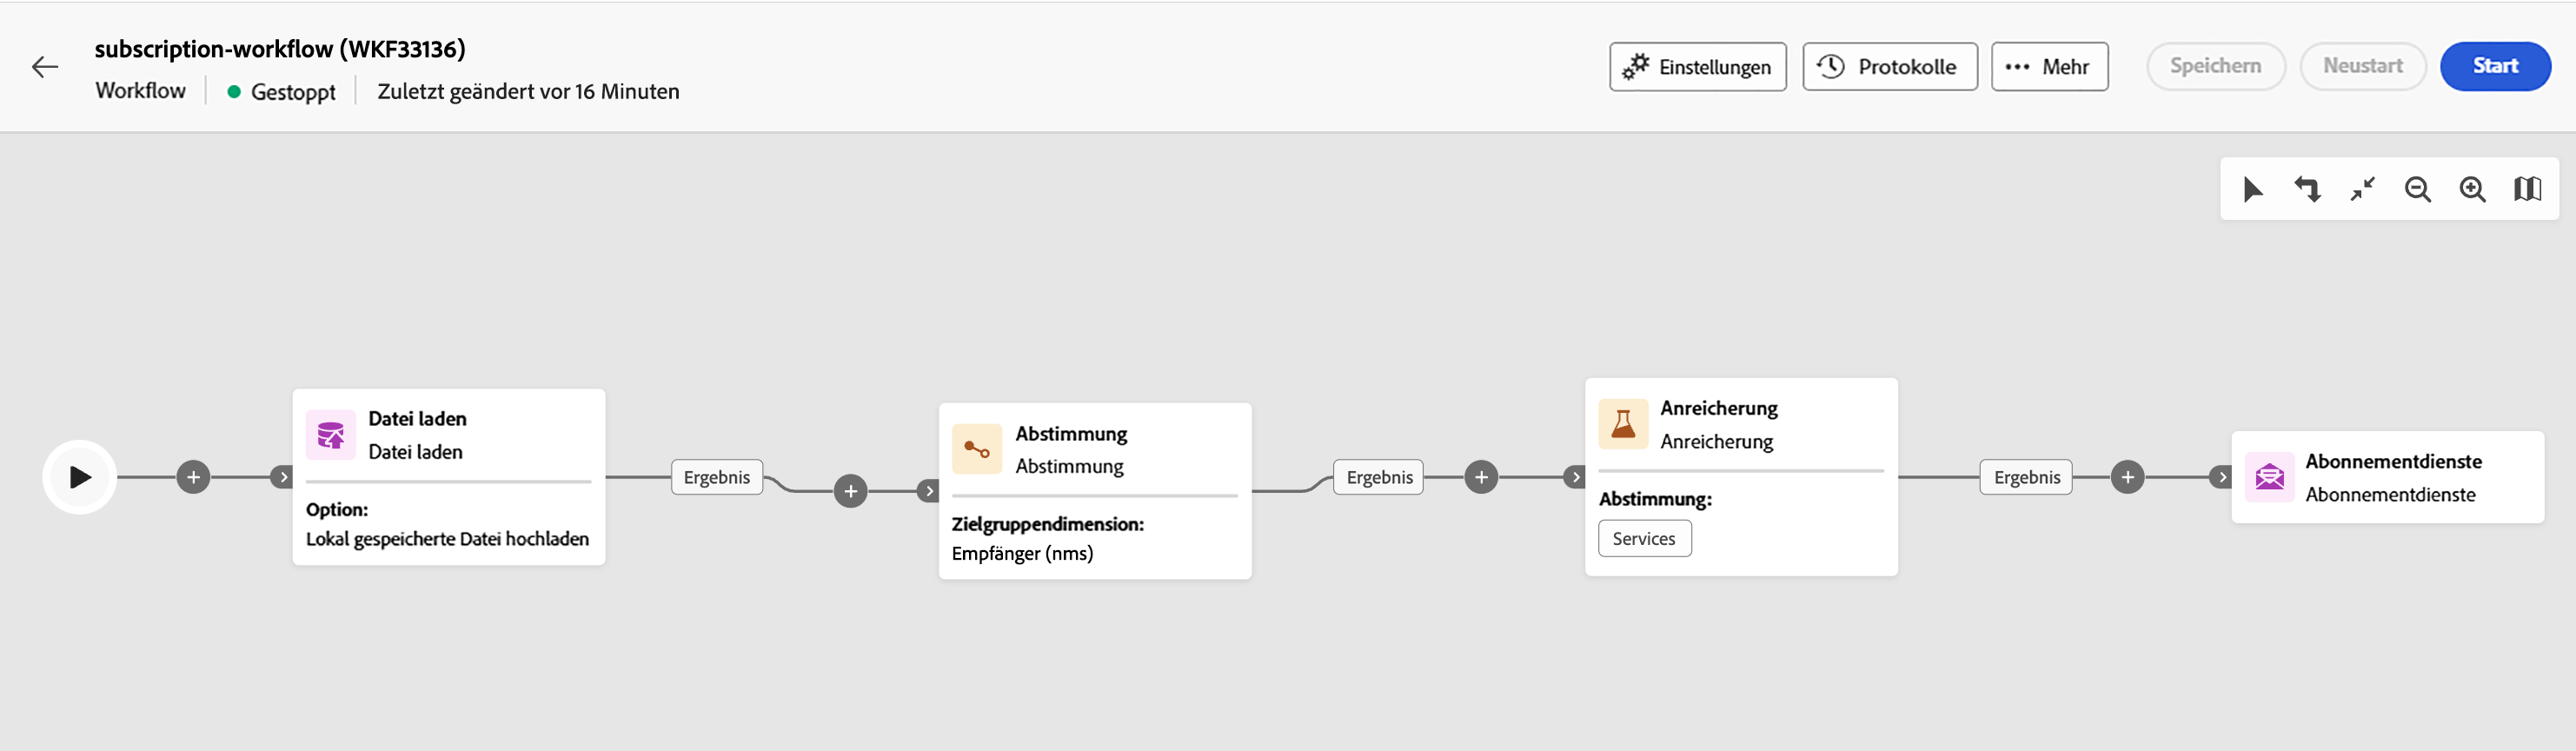 subscription-workflow (WKF33136)
Workflow Gestoppt Zuletzt geändert vor 16 Minuten
Einstellungen Protokolle Mehr Speichern Neustart Start
Datei laden
Datei laden
Option:
Lokal gespeicherte Datei hochladen
Ergebnis
Abstimmung
Abstimmung
Zielgruppendimension:
Empfänger (nms)
Ergebnis
Anreicherung
Anreicherung
Abstimmung:
Services
Ergebnis
Abonnementdienste
Abonnementdienste